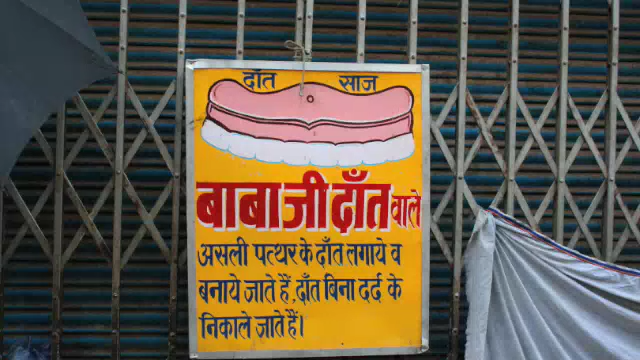 दाँत साज
बाबाजी दाँत वाले
असली पत्थर के दाँत लगाये व
बनाये जाते हैं, दाँत बिना दर्द के
निकाले जाते हैं।